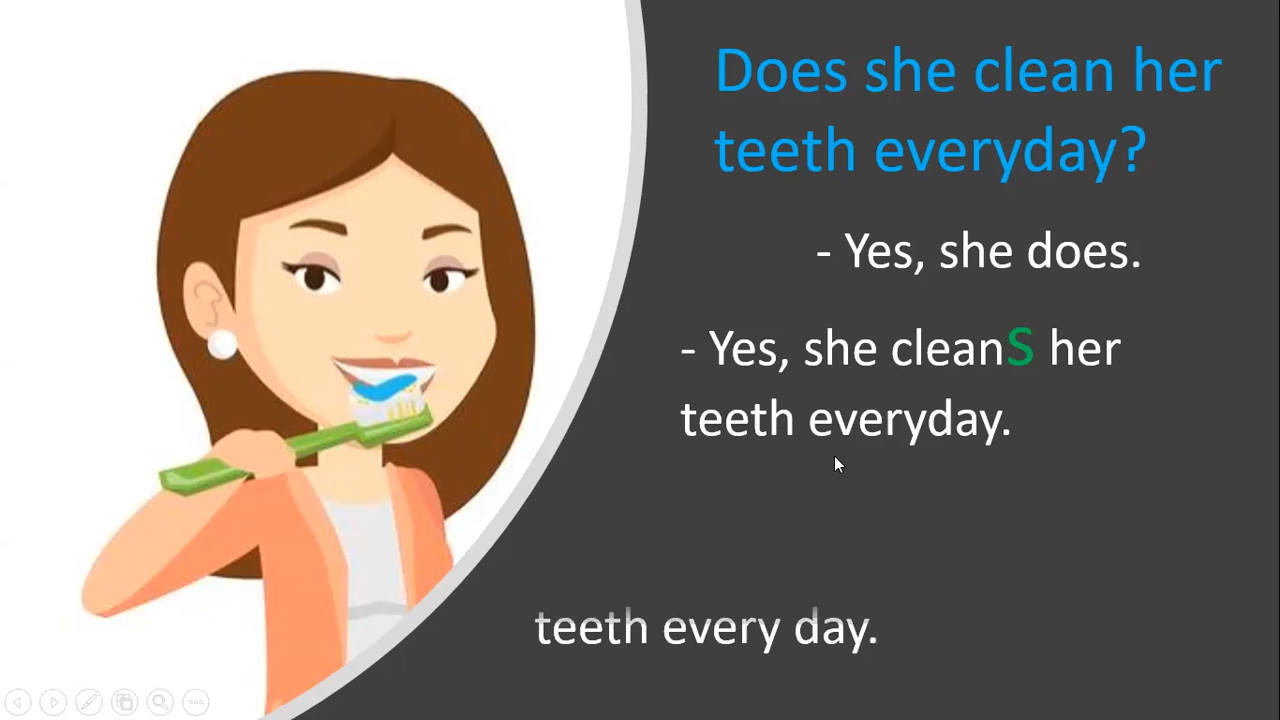 Does she clean her
teeth everyday?
- Yes, she does.
- Yes, she cleanS her
teeth everyday.
teeth every day.